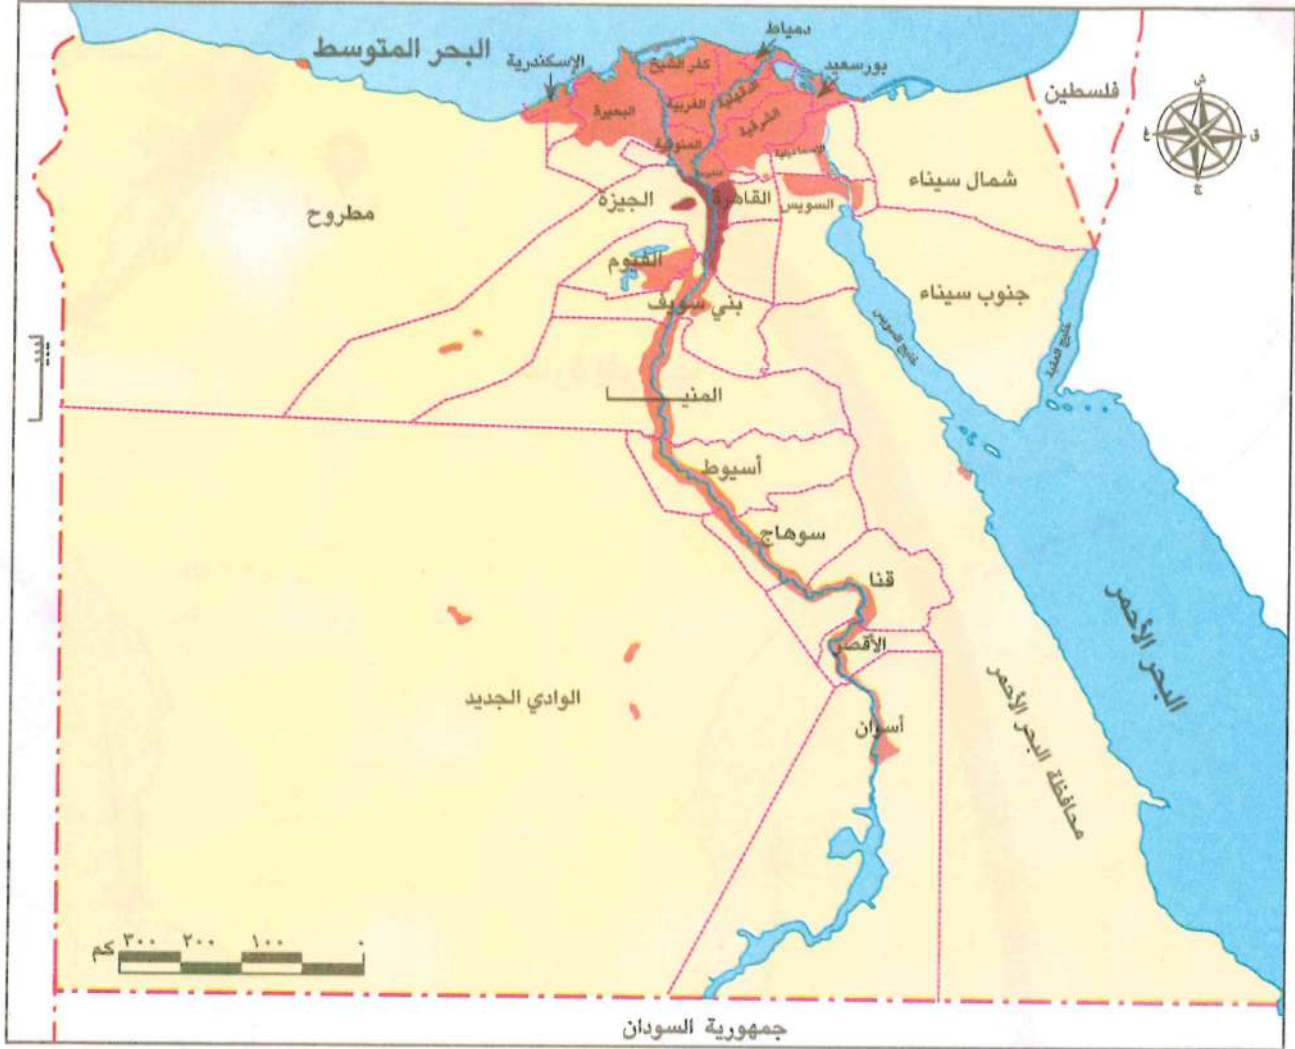 البحر المتوسط
الإسكندرية
دمياط
بورسعيد
كفر الشيخ
الدقهلية
الغربية
البحيرة
الشرقية
المنوفية
الإسماعيلية
فلسطين
ش
ق
غ
ج
شمال سيناء
القاهرة
السويس
الجيزة
مطروح
الفيوم
بني سويف
جنوب سيناء
خليج السويس
خليج العقبة
ليبيـــــــا
المنيـــــــــــا
أسيوط
سوهاج
قنا
الأقصر
البحر الأحمر
الوادي الجديد
أسوان
محافظة البحر الأحمر
٠ ١٠٠ ٢٠٠ ٣٠٠ كم
جمهورية السودان